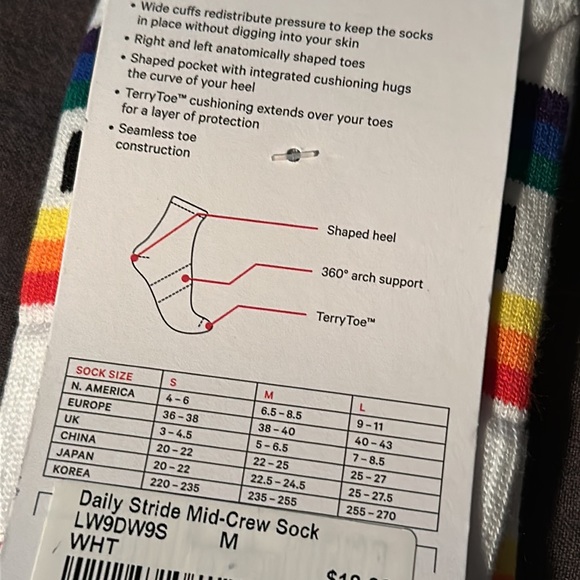 • Wide cuffs redistribute pressure to keep the socks
in place without digging into your skin
• Right and left anatomically shaped toes
• Shaped pocket with integrated cushioning hugs
the curve of your heel
• TerryToe™ cushioning extends over your toes
for a layer of protection
• Seamless toe
construction
Shaped heel
360° arch support
TerryToe™
SOCK SIZE S M L
N. AMERICA 4 – 6 6.5 – 8.5 9 – 11
EUROPE 36 – 38 38 – 40 40 – 43
UK 3 – 4.5 5 – 6.5 7 – 8.5
CHINA 20 – 22 22 – 25 25 – 27
JAPAN 20 – 22 22.5 – 24.5 25 – 27.5
KOREA 220 – 235 235 – 255 255 – 270
Daily Stride Mid-Crew Sock
LW9DW9S M
WHT